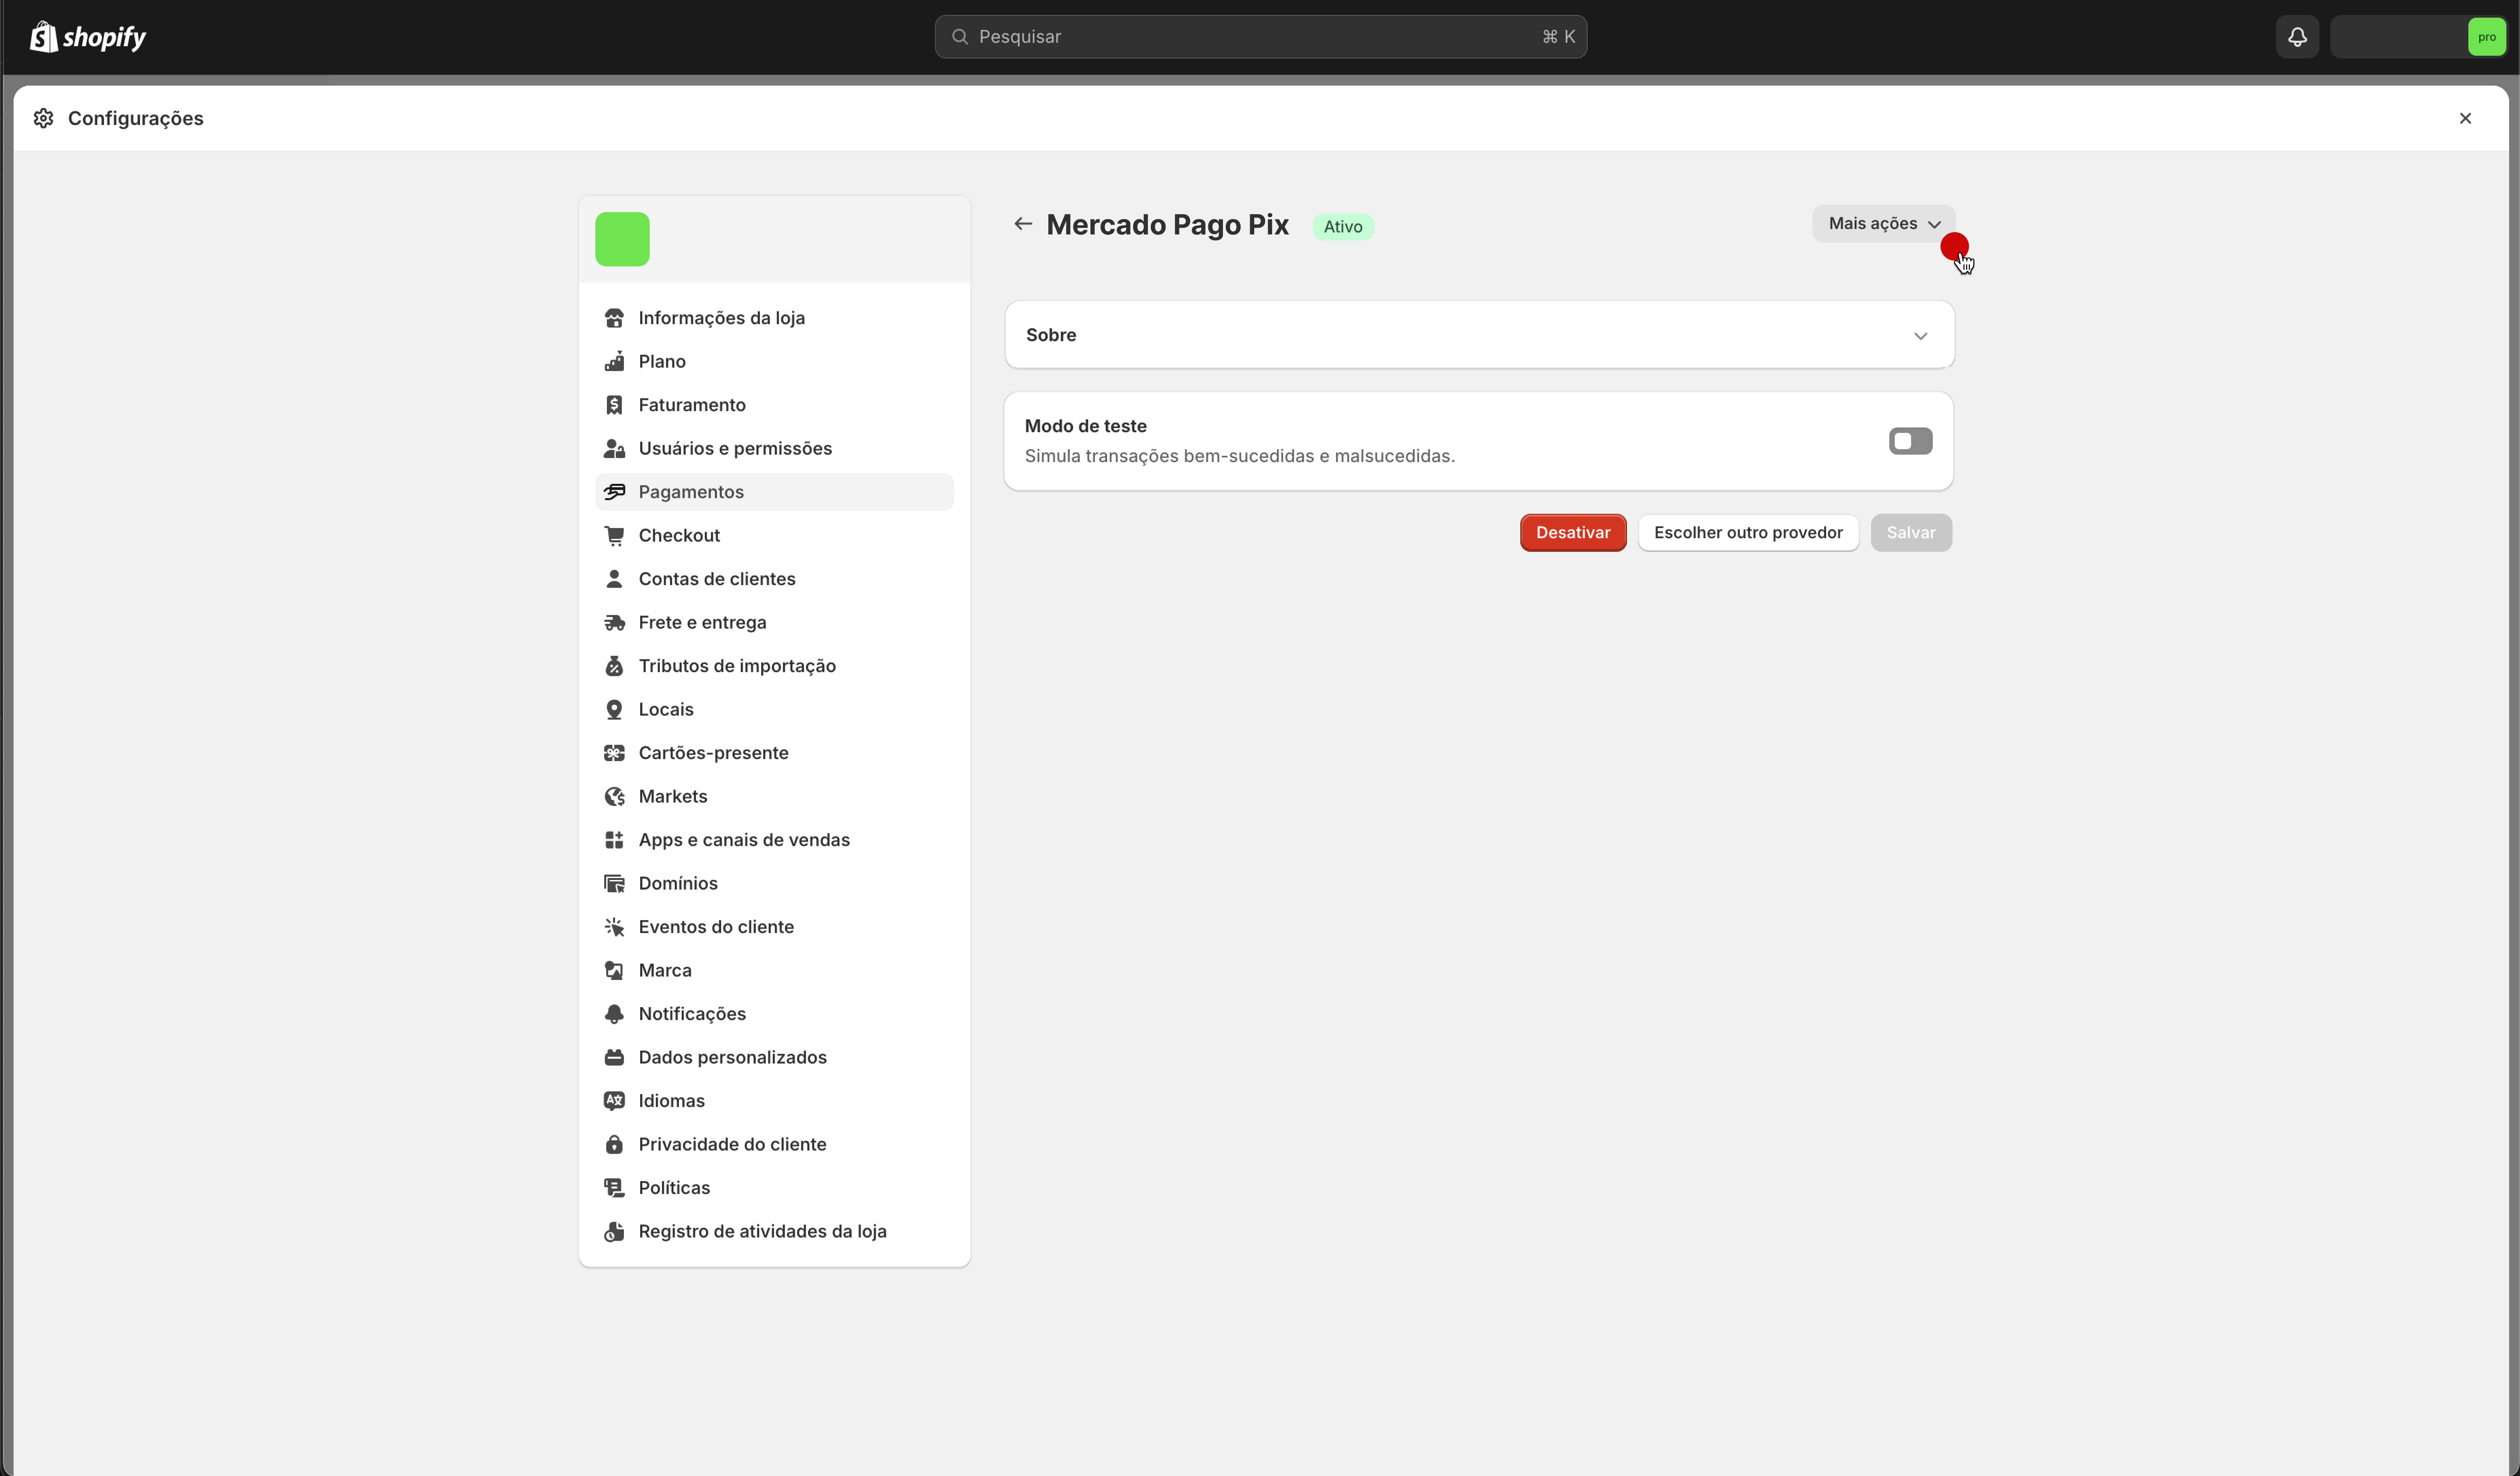 shopify
Pesquisar
⌘ K
pro
Configurações
Mercado Pago Pix
Ativo
Mais ações
Informações da loja
Plano
Faturamento
Usuários e permissões
Pagamentos
Checkout
Contas de clientes
Frete e entrega
Tributos de importação
Locais
Cartões-presente
Markets
Apps e canais de vendas
Domínios
Eventos do cliente
Marca
Notificações
Dados personalizados
Idiomas
Privacidade do cliente
Políticas
Registro de atividades da loja
Sobre
Modo de teste
Simula transações bem-sucedidas e malsucedidas.
Desativar
Escolher outro provedor
Salvar